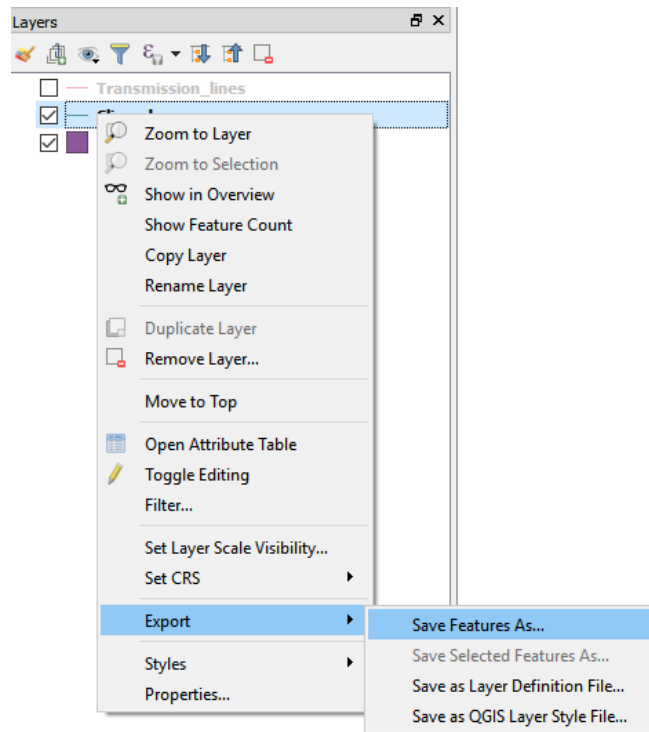 Layers
Transmission_lines
Zoom to Layer
Zoom to Selection
Show in Overview
Show Feature Count
Copy Layer
Rename Layer
Duplicate Layer
Remove Layer...
Move to Top
Open Attribute Table
Toggle Editing
Filter...
Set Layer Scale Visibility...
Set CRS
Export
Save Features As...
Save Selected Features As...
Styles
Save as Layer Definition File...
Properties...
Save as QGIS Layer Style File...